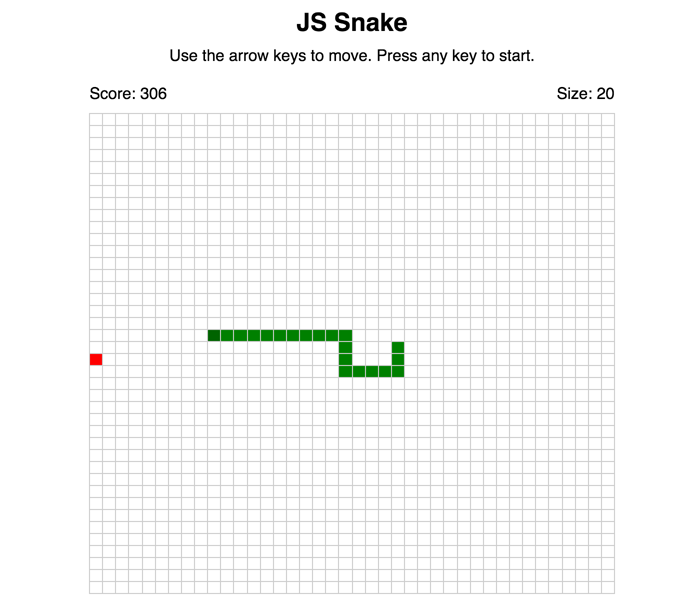 JS Snake
Use the arrow keys to move. Press any key to start.
Score: 306 Size: 20